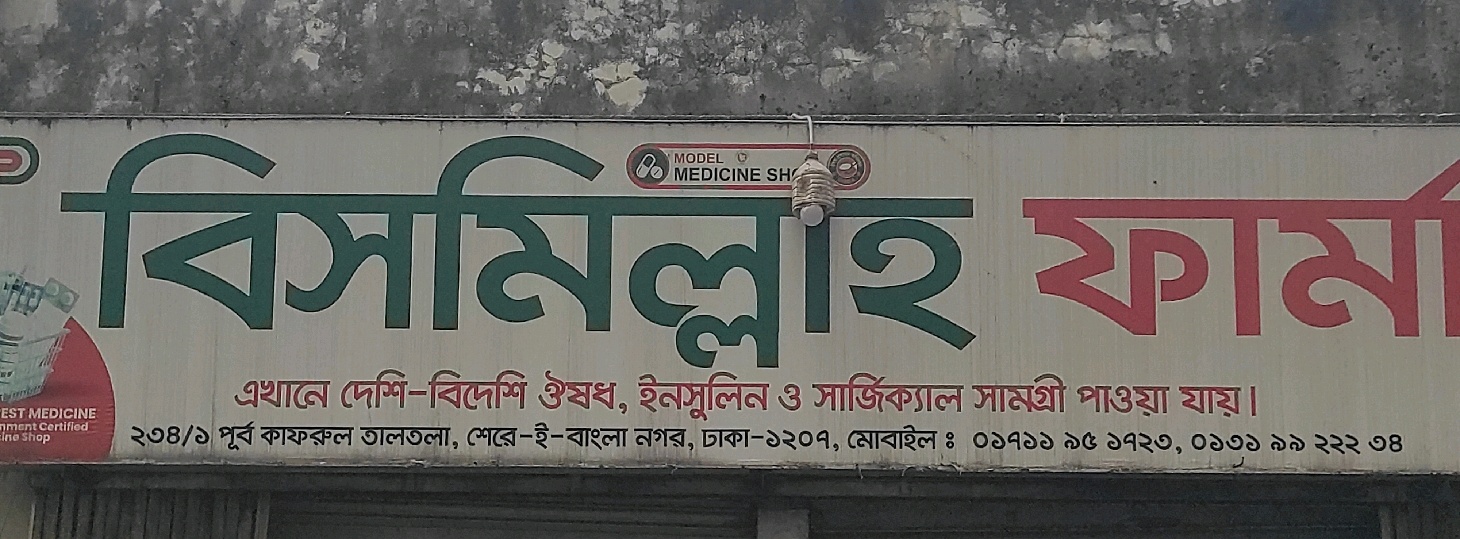 MODEL
MEDICINE SH
বিসমিল্লাহ ফার্মা
এখানে দেশি-বিদেশি ঔষধ, ইনসুলিন ও সার্জিক্যাল সামগ্রী পাওয়া যায়।
২৩৪/১ পূর্ব কাফরুল তালতলা, শেরে-ই-বাংলা নগর, ঢাকা-১২০৭, মোবাইল ঃ ০১৭১১ ৯৫ ১৭২৩, ০১৩১ ৯৯ ২২২ ৩৪
EST MEDICINE
nment Certified
ine Shop